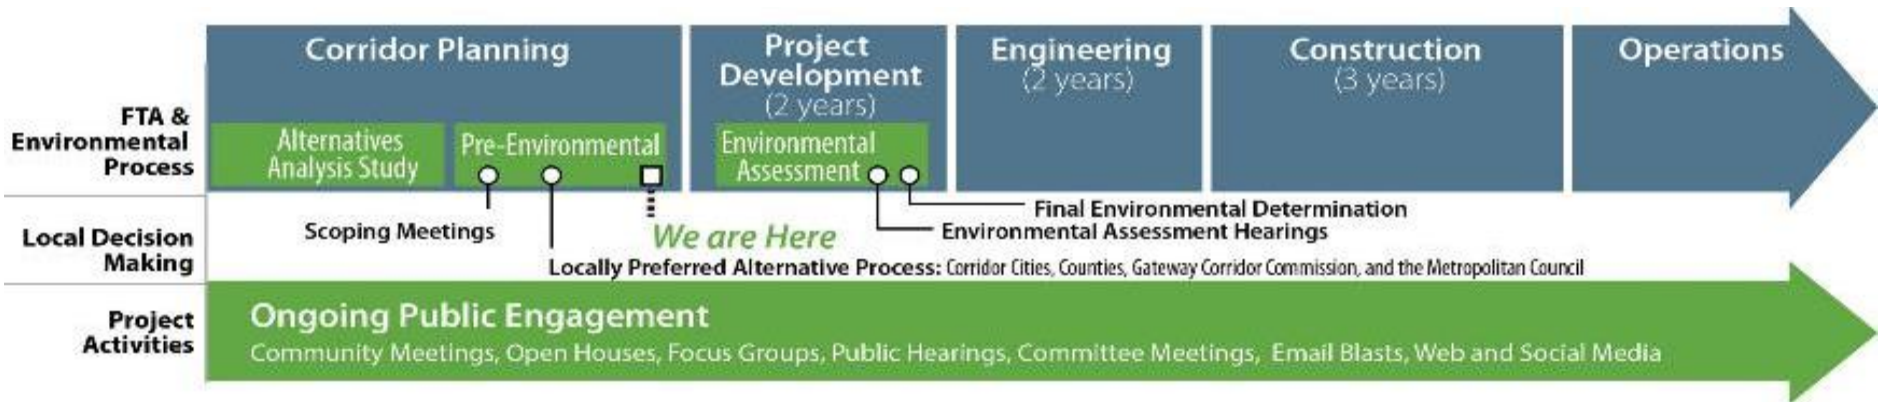 FTA &
Environmental
Process
Corridor Planning
Alternatives
Analysis Study
Pre-Environmental
Project
Development
(2 years)
Environmental
Assessment
Engineering
(2 years)
Construction
(3 years)
Operations
Local Decision
Making
Scoping Meetings
We are Here
Final Environmental Determination
Environmental Assessment Hearings
Locally Preferred Alternative Process: Corridor Cities, Counties, Gateway Corridor Commission, and the Metropolitan Council
Project
Activities
Ongoing Public Engagement
Community Meetings, Open Houses, Focus Groups, Public Hearings, Committee Meetings, Email Blasts, Web and Social Media